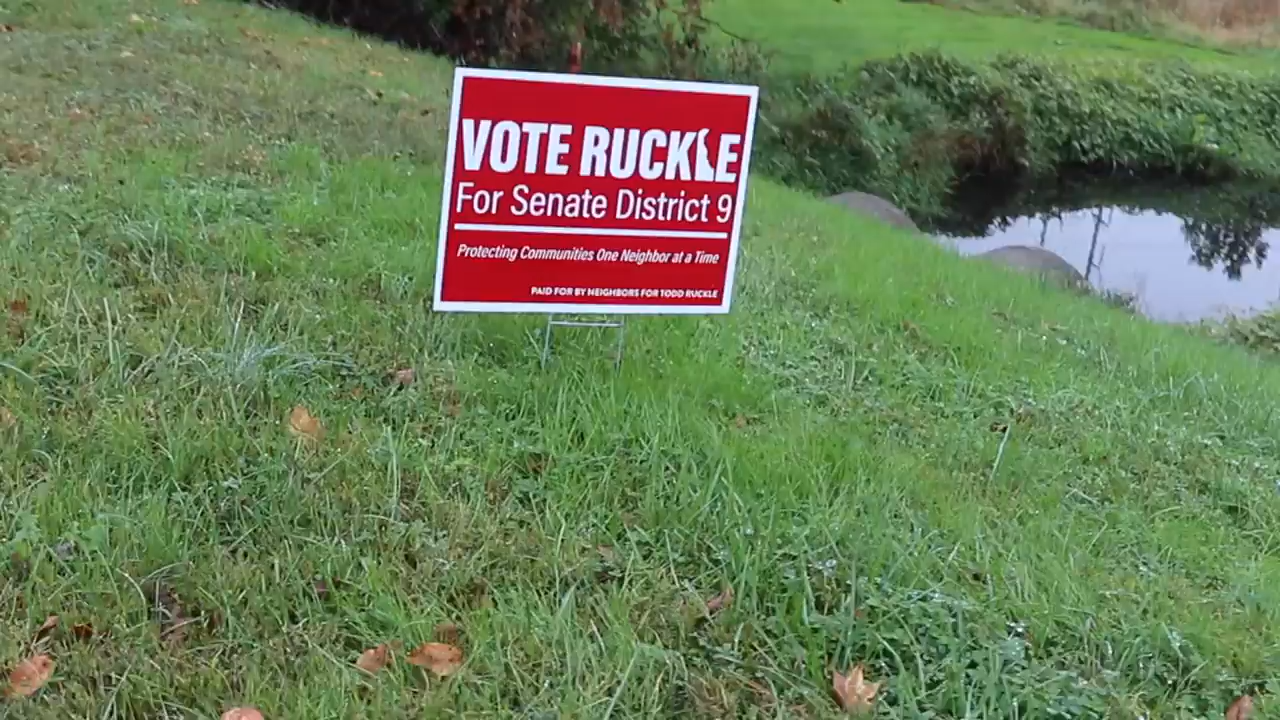 VOTE RUCKLE
For Senate District 9
Protecting Communities One Neighbor at a Time
PAID FOR BY NEIGHBORS FOR TODD RUCKLE